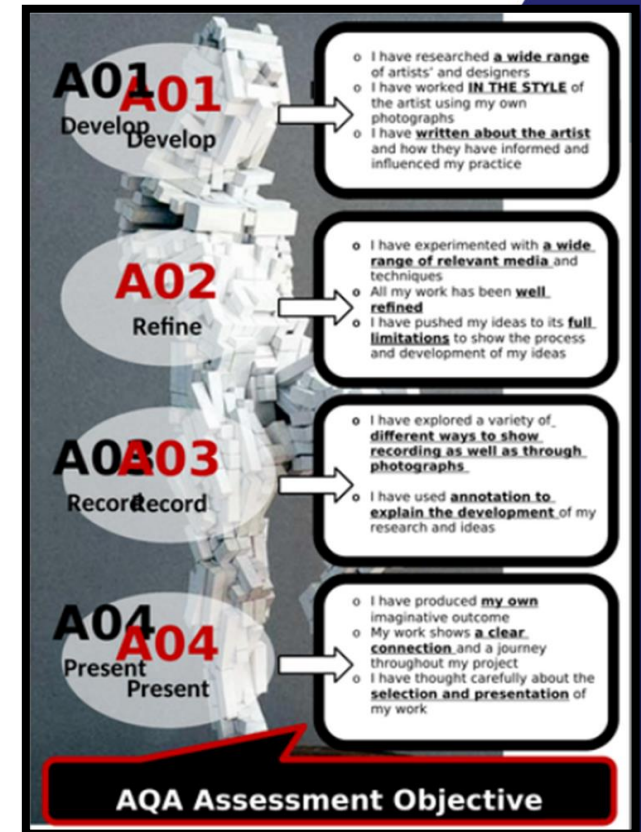 A01
A01
Develop
Develop
o I have researched a wide range
of artists' and designers
o I have worked IN THE STYLE of
the artist using my own
photographs
o I have written about the artist
and how they have informed and
influenced my practice
A02
Refine
o I have experimented with a wide
range of relevant media and
techniques
o All my work has been well
refined
o I have pushed my ideas to its full
limitations to show the process
and development of my ideas
A03
A03
Record
Record
o I have explored a variety of
different ways to show
recording as well as through
photographs
o I have used annotation to
explain the development of my
research and ideas
A04
A04
Present
Present
o I have produced my own
imaginative outcome
o My work shows a clear
connection and a journey
throughout my project
o I have thought carefully about the
selection and presentation of
my work
AQA Assessment Objective